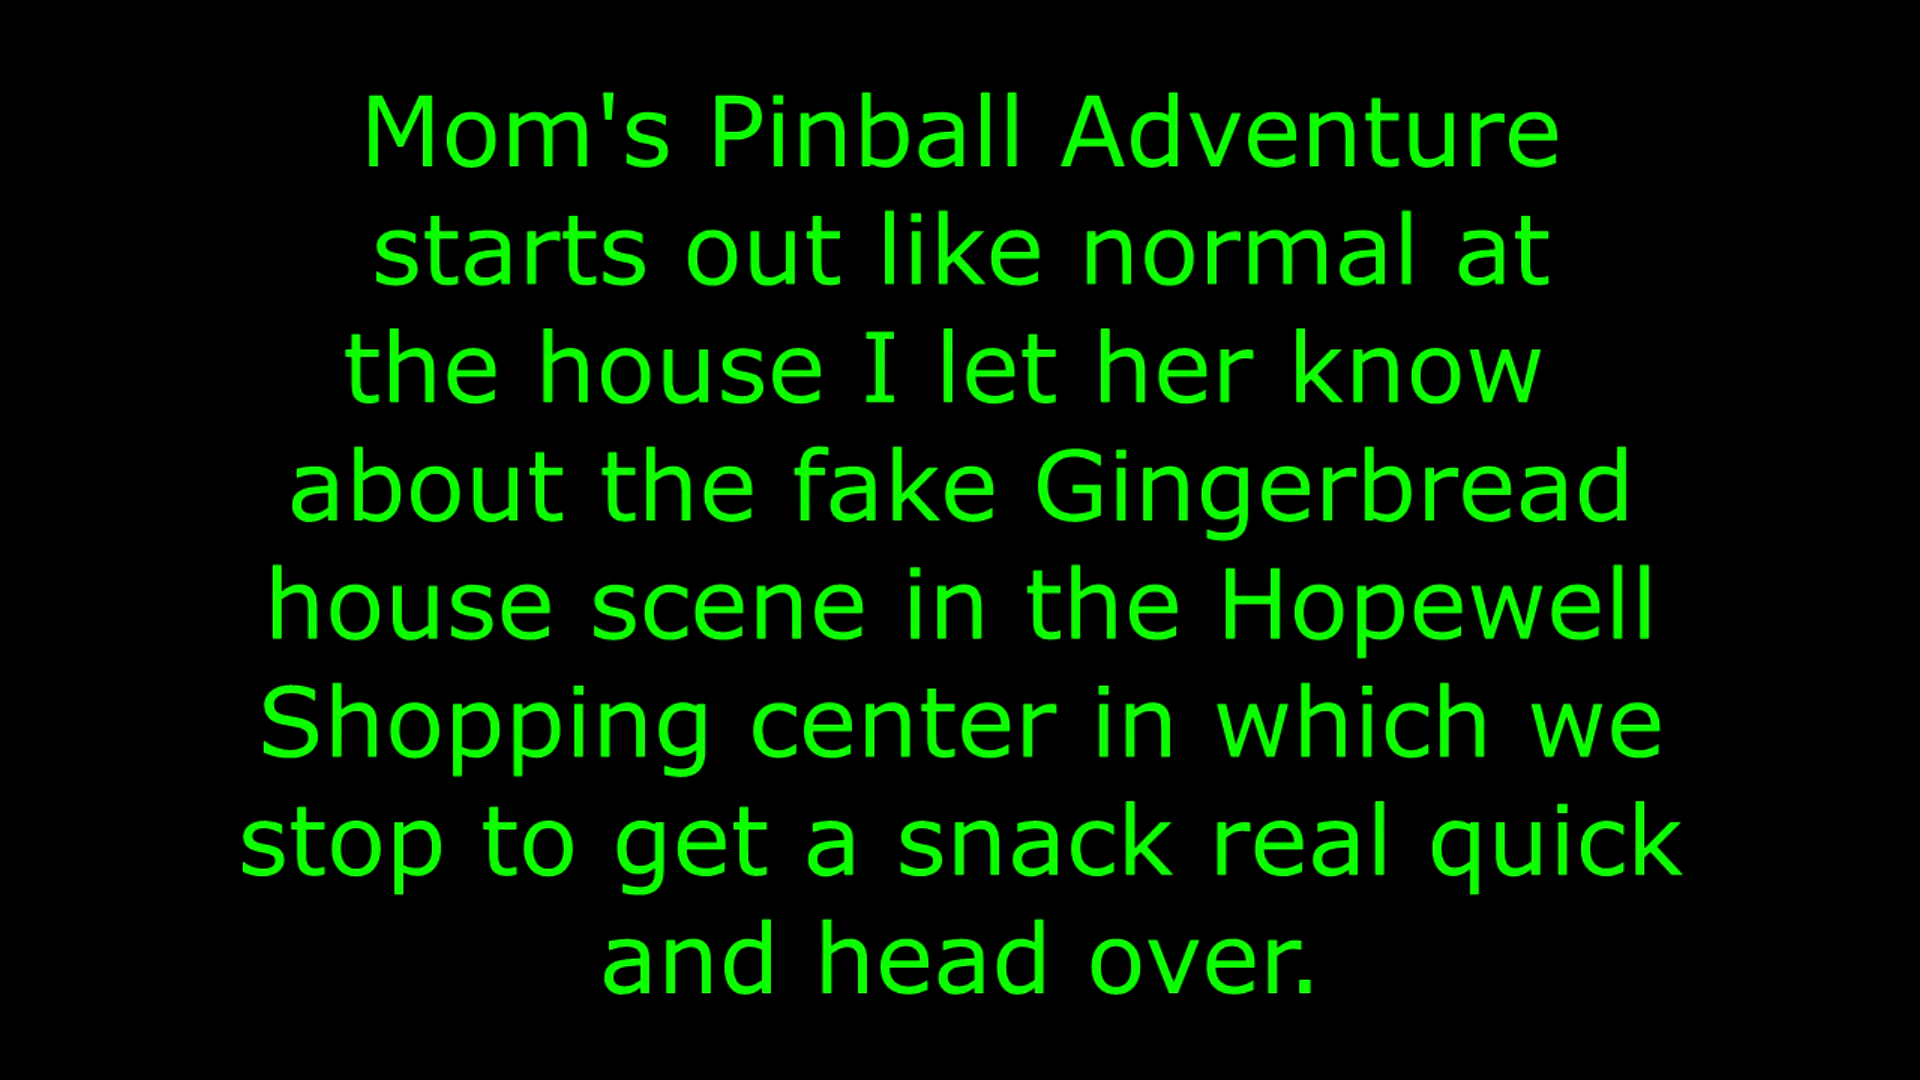 Mom's Pinball Adventure
starts out like normal at
the house I let her know
about the fake Gingerbread
house scene in the Hopewell
Shopping center in which we
stop to get a snack real quick
and head over.